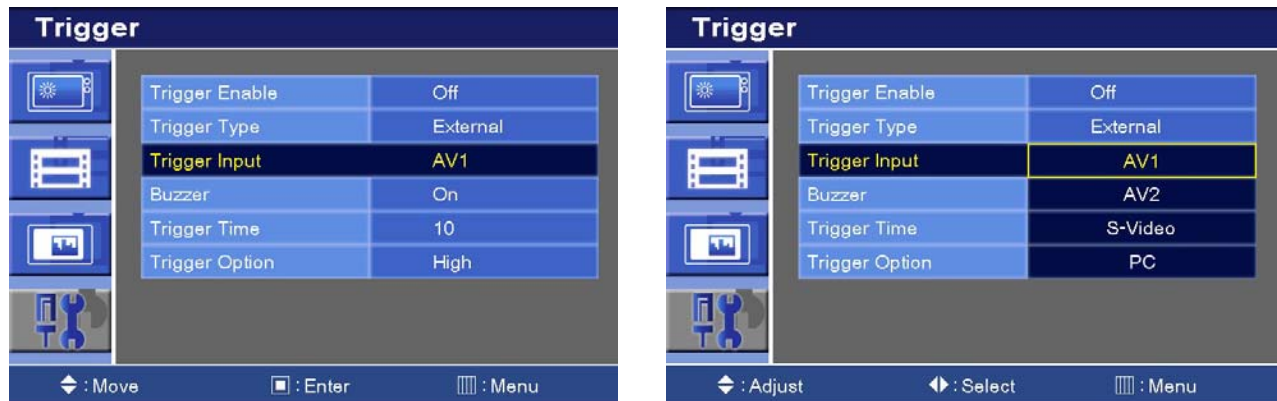 Trigger
Trigger Enable Off
Trigger Type External
Trigger Input AV1
Buzzer On
Trigger Time 10
Trigger Option High
: Move : Enter : Menu
Trigger
Trigger Enable Off
Trigger Type External
Trigger Input AV1
Buzzer AV2
Trigger Time S-Video
Trigger Option PC
: Adjust : Select : Menu